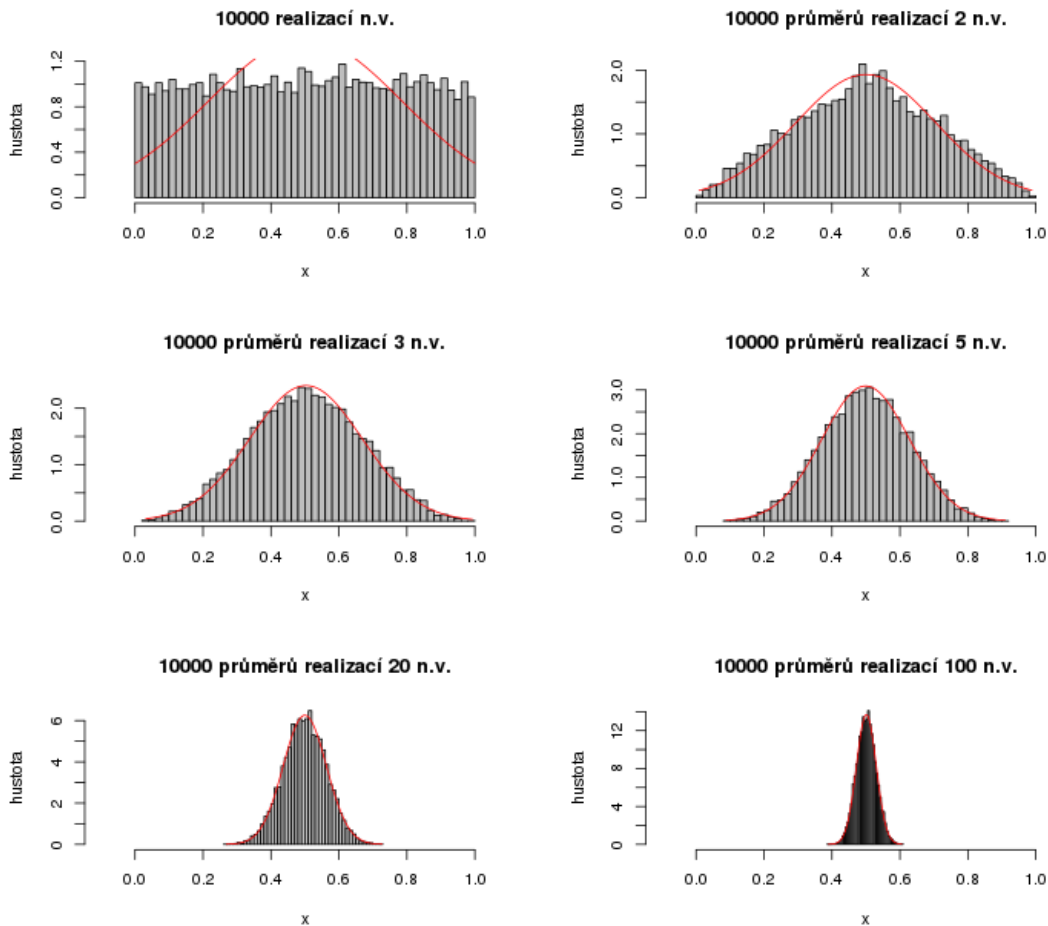 10000 realizací n.v.
hustota
0.0 0.4 0.8 1.2
0.0 0.2 0.4 0.6 0.8 1.0
x
10000 průměrů realizací 2 n.v.
hustota
0.0 1.0 2.0
0.0 0.2 0.4 0.6 0.8 1.0
x
10000 průměrů realizací 3 n.v.
hustota
0.0 1.0 2.0
0.0 0.2 0.4 0.6 0.8 1.0
x
10000 průměrů realizací 5 n.v.
hustota
0.0 1.0 2.0 3.0
0.0 0.2 0.4 0.6 0.8 1.0
x
10000 průměrů realizací 20 n.v.
hustota
0 2 4 6
0.0 0.2 0.4 0.6 0.8 1.0
x
10000 průměrů realizací 100 n.v.
hustota
0 4 8 12
0.0 0.2 0.4 0.6 0.8 1.0
x